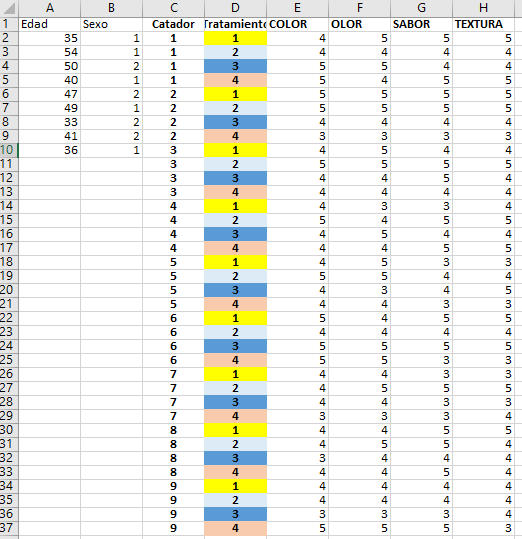 A B C D E F G H
1 Edad Sexo Catador Tratamiento COLOR OLOR SABOR TEXTURA
2 35 1 1 1 4 5 5 5
3 54 1 1 2 4 4 4 4
4 50 2 1 3 5 5 4 4
5 40 1 1 4 5 5 5 5
6 47 2 2 1 5 5 5 5
7 49 1 2 2 5 5 5 5
8 33 2 2 3 4 4 4 4
9 41 2 2 4 3 3 3 3
10 36 1 3 1 4 5 4 4
11 3 2 5 5 5 5
12 3 3 5 5 4 4
13 3 4 4 4 4 4
14 4 1 4 3 3 4
15 4 2 5 4 5 5
16 4 3 4 5 4 4
17 4 4 4 4 5 4
18 5 1 4 5 3 3
19 5 2 5 5 4 4
20 5 3 4 3 4 5
21 5 4 4 4 3 3
22 6 1 5 4 5 5
23 6 2 4 4 4 4
24 6 3 5 5 4 5
25 6 4 5 5 3 3
26 7 1 4 4 3 3
27 7 2 4 5 5 5
28 7 3 4 4 3 4
29 7 4 3 3 3 4
30 8 1 4 4 5 5
31 8 2 4 5 5 4
32 8 3 3 4 4 4
33 8 4 4 4 5 4
34 9 1 4 4 4 4
35 9 2 4 4 4 4
36 9 3 3 3 3 4
37 9 4 5 5 5 3